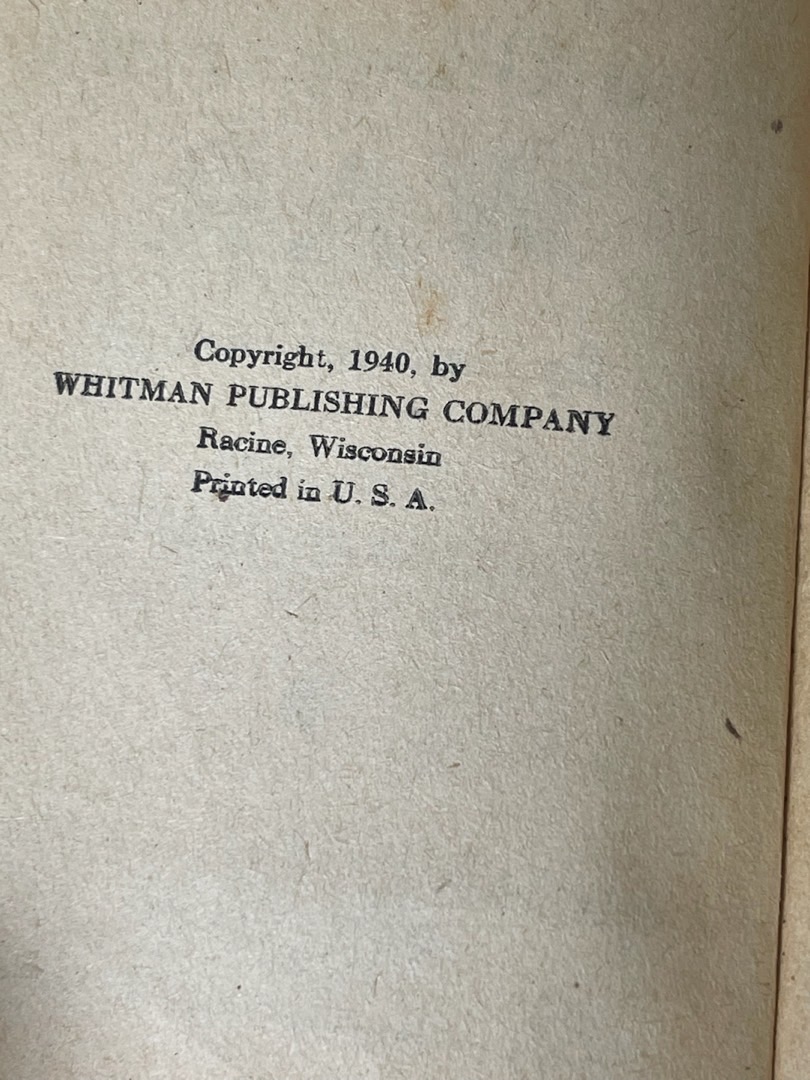 Copyright, 1940, by
WHITMAN PUBLISHING COMPANY
Racine, Wisconsin
Printed in U. S. A.